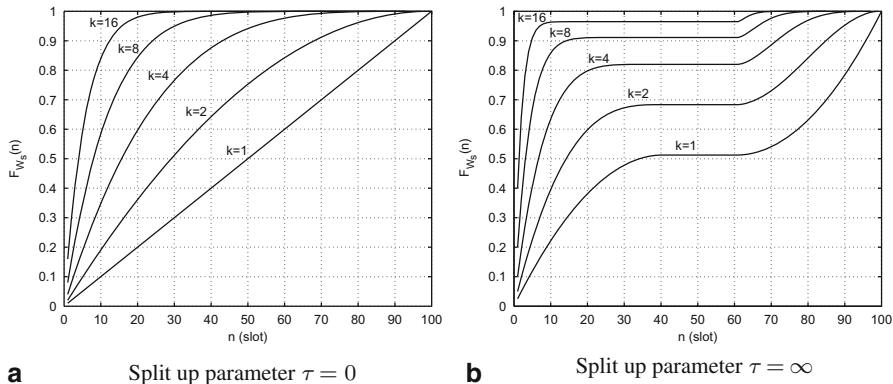 1
0.9
0.8
0.7
0.6
0.5
0.4
0.3
0.2
0.1
0
F_{W_s}(n)
k=16
k=8
k=4
k=2
k=1
0 10 20 30 40 50 60 70 80 90 100
n (slot)
a Split up parameter τ = 0
1
0.9
0.8
0.7
0.6
0.5
0.4
0.3
0.2
0.1
0
F_{W_s}(n)
k=16
k=8
k=4
k=2
k=1
0 10 20 30 40 50 60 70 80 90 100
n (slot)
b Split up parameter τ = ∞